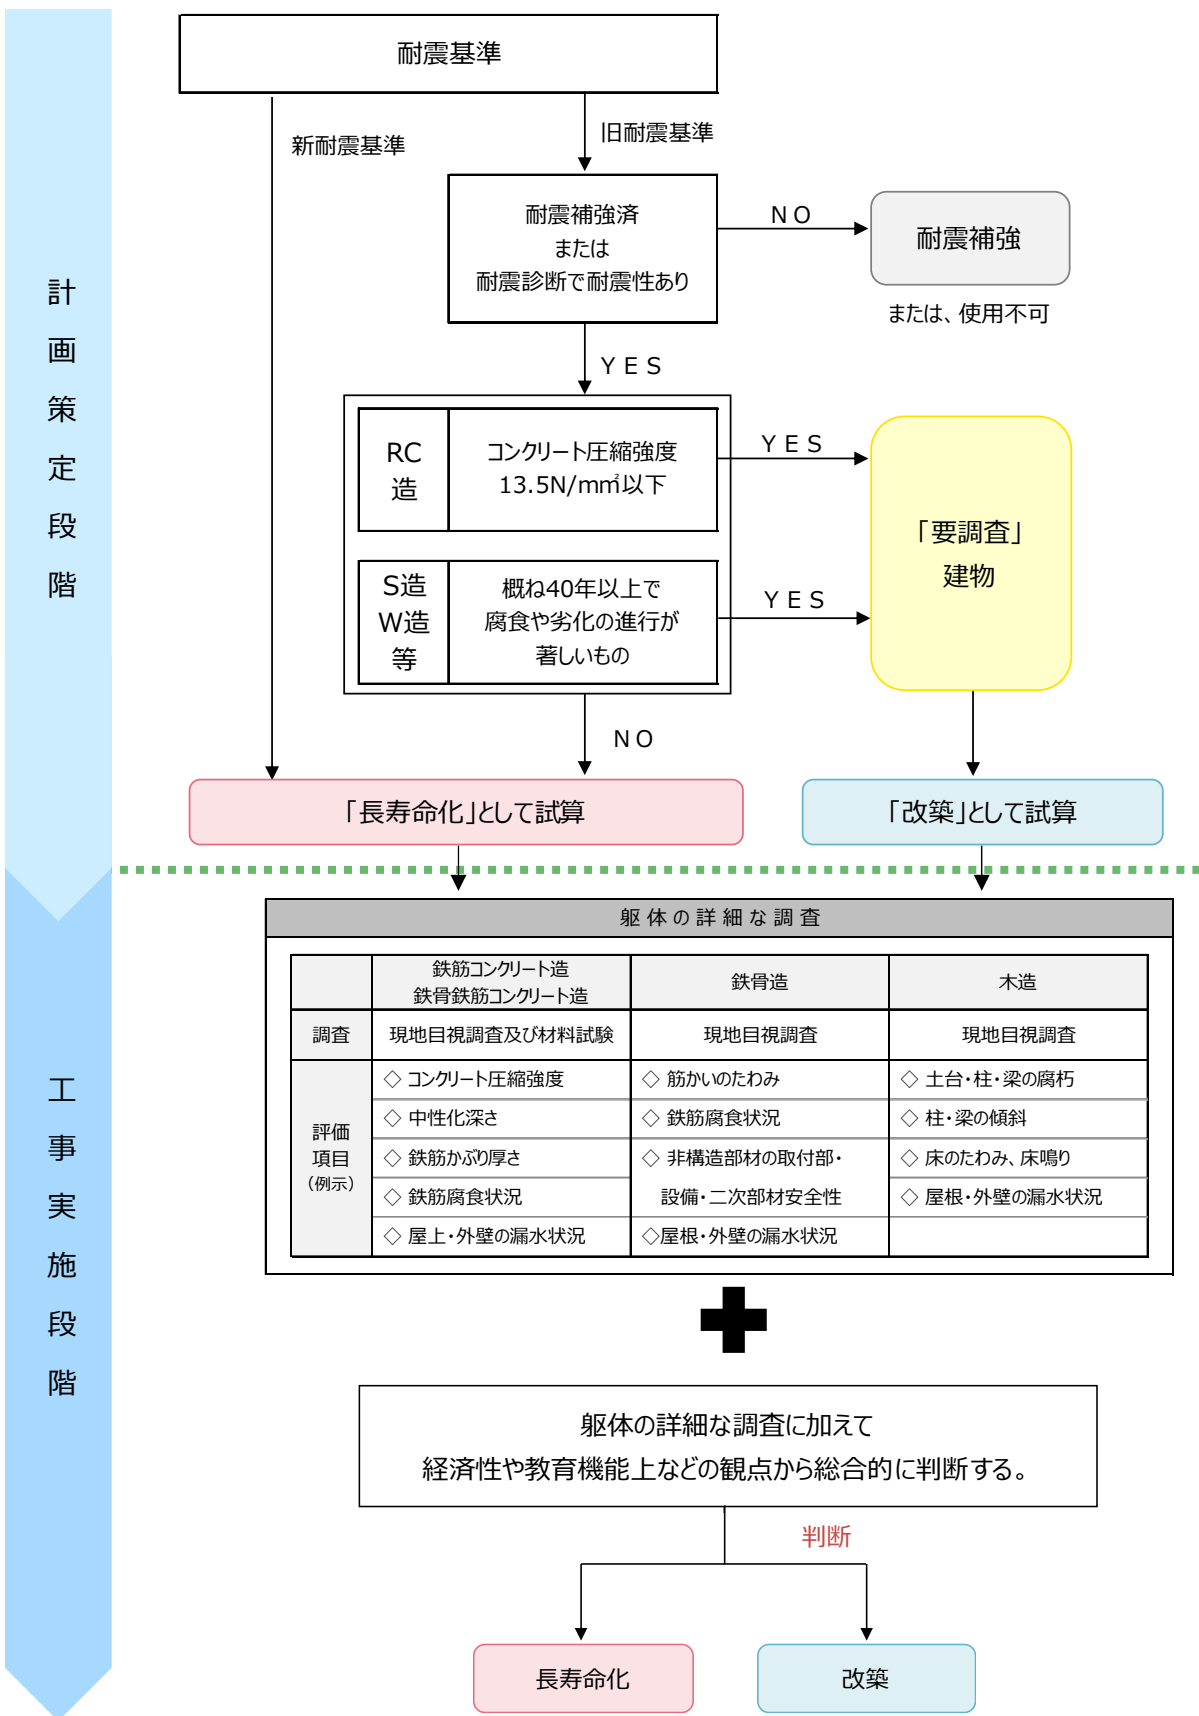 計画策定段階
耐震基準
新耐震基準
旧耐震基準
耐震補強済
または
耐震診断で耐震性あり
NO
耐震補強
または、使用不可
YES
RC
造
コンクリート圧縮強度
13.5N/m㎡以下
YES
S造
W造
等
概ね40年以上で
腐食や劣化の進行が
著しいもの
YES
「要調査」
建物
NO
「長寿命化」として試算
「改築」として試算
工事実施段階
躯体の詳細な調査
鉄筋コンクリート造
鉄骨鉄筋コンクリート造
鉄骨造
木造
調査
現地目視調査及び材料試験
現地目視調査
現地目視調査
評価
項目
（例示）
◇ コンクリート圧縮強度
◇ 筋かいのたわみ
◇ 土台・柱・梁の腐朽
◇ 中性化深さ
◇ 鉄筋腐食状況
◇ 柱・梁の傾斜
◇ 鉄筋かぶり厚さ
◇ 非構造部材の取付部・
◇ 床のたわみ、床鳴り
◇ 鉄筋腐食状況
設備・二次部材安全性
◇ 屋根・外壁の漏水状況
◇ 屋上・外壁の漏水状況
◇屋根・外壁の漏水状況
躯体の詳細な調査に加えて
経済性や教育機能上などの観点から総合的に判断する。
判断
長寿命化
改築